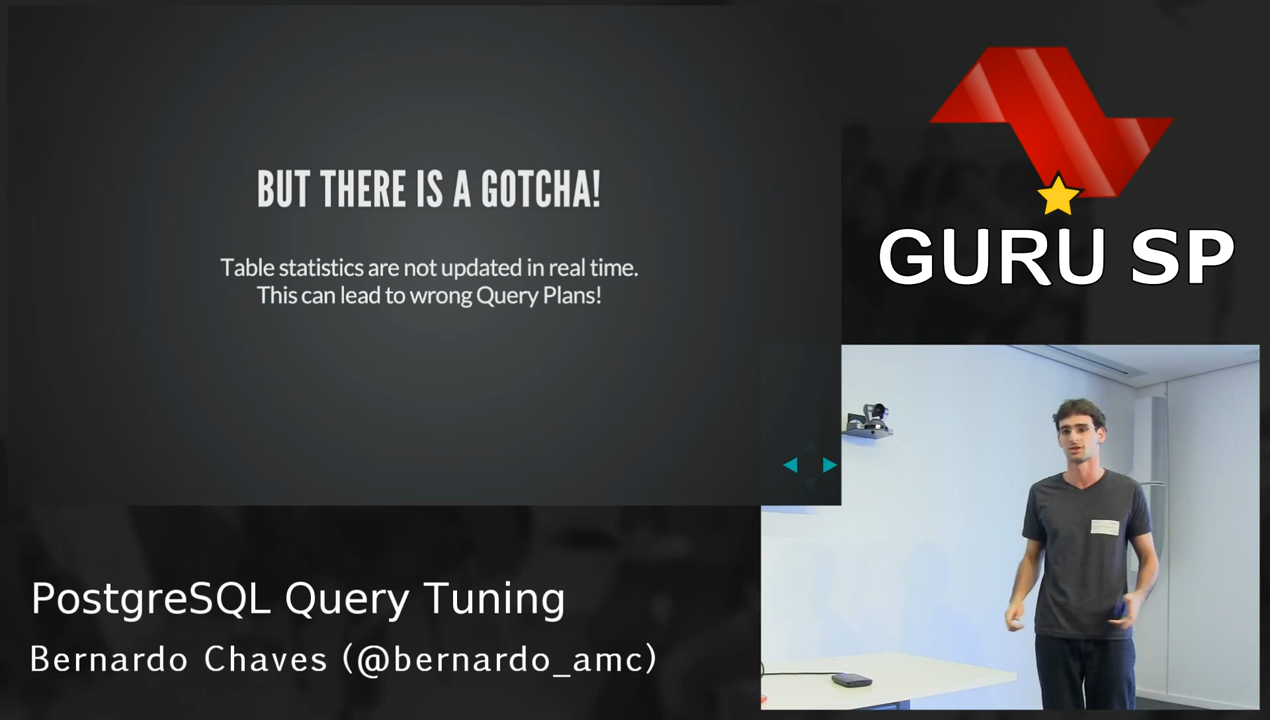 BUT THERE IS A GOTCHA!
Table statistics are not updated in real time.
This can lead to wrong Query Plans!
GURU SP
PostgreSQL Query Tuning
Bernardo Chaves (@bernardo_amc)